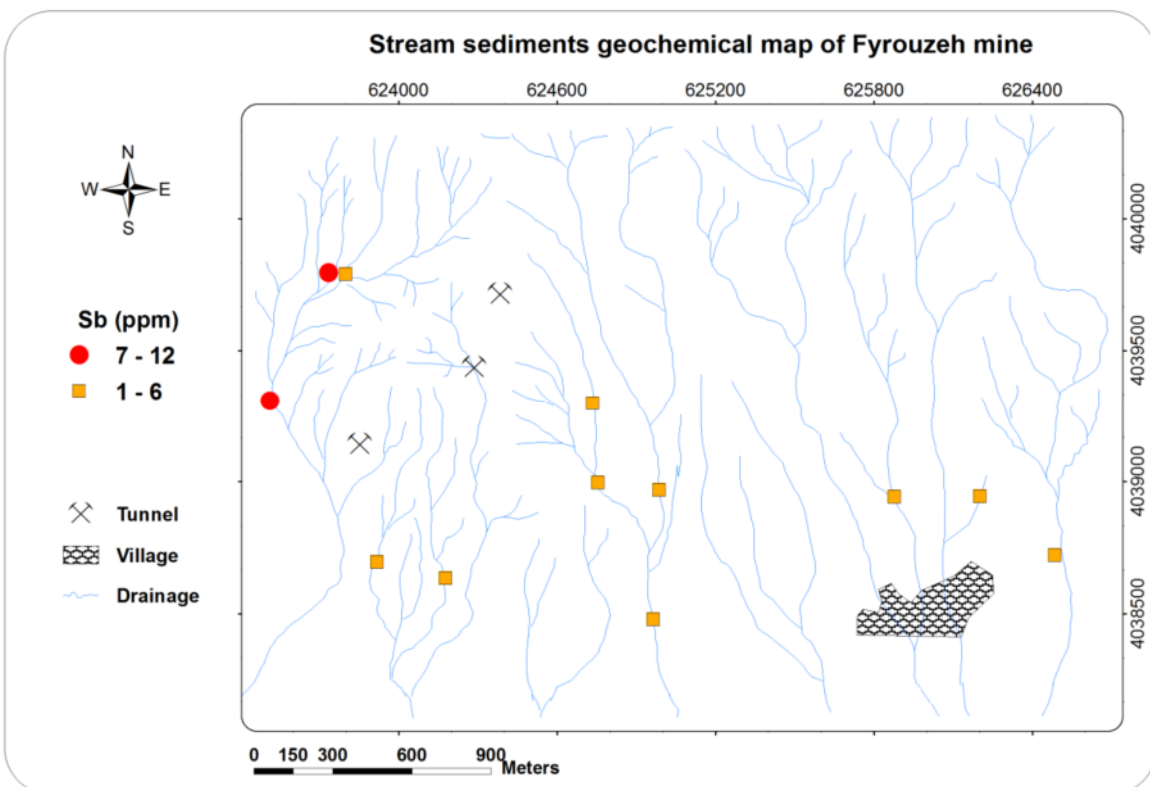 Stream sediments geochemical map of Fyrouzeh mine
624000 624600 625200 625800 626400
N
W E
S
4040000
4039500
4039000
4038500
Sb (ppm)
7 - 12
1 - 6
Tunnel
Village
Drainage
0 150 300 600 900 Meters